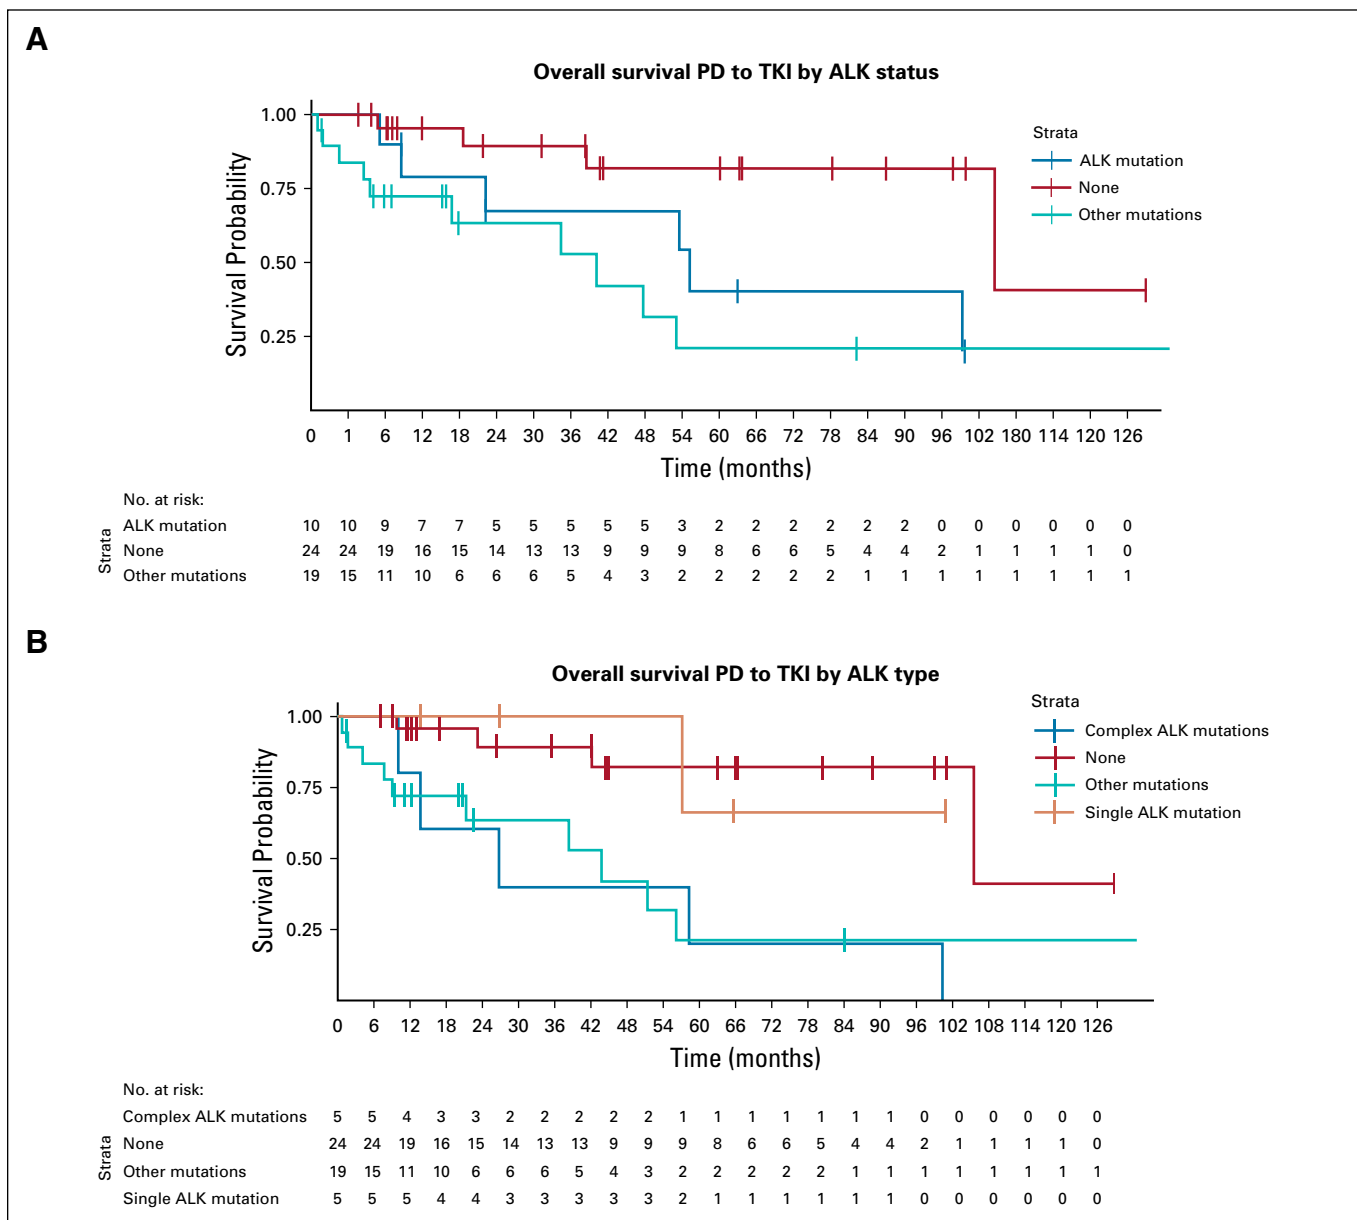 A
Overall survival PD to TKI by ALK status
Strata
ALK mutation
None
Other mutations
Survival Probability
1.00
0.75
0.50
0.25
0 1 6 12 18 24 30 36 42 48 54 60 66 72 78 84 90 96 102 180 114 120 126
Time (months)
No. at risk:
Strata
ALK mutation 10 10 9 7 7 5 5 5 5 5 3 2 2 2 2 2 2 0 0 0 0 0 0
None 24 24 19 16 15 14 13 13 9 9 9 8 6 6 5 4 4 2 1 1 1 1 0
Other mutations 19 15 11 10 6 6 6 5 4 3 2 2 2 2 2 1 1 1 1 1 1 1 1
B
Overall survival PD to TKI by ALK type
Strata
Complex ALK mutations
None
Other mutations
Single ALK mutation
Survival Probability
1.00
0.75
0.50
0.25
0 6 12 18 24 30 36 42 48 54 60 66 72 78 84 90 96 102 108 114 120 126
Time (months)
No. at risk:
Strata
Complex ALK mutations 5 5 4 3 3 2 2 2 2 2 1 1 1 1 1 1 1 0 0 0 0 0 0
None 24 24 19 16 15 14 13 13 9 9 9 8 6 6 5 4 4 2 1 1 1 1 0
Other mutations 19 15 11 10 6 6 6 5 4 3 2 2 2 2 2 1 1 1 1 1 1 1 1
Single ALK mutation 5 5 5 4 4 3 3 3 3 3 2 1 1 1 1 1 1 0 0 0 0 0 0